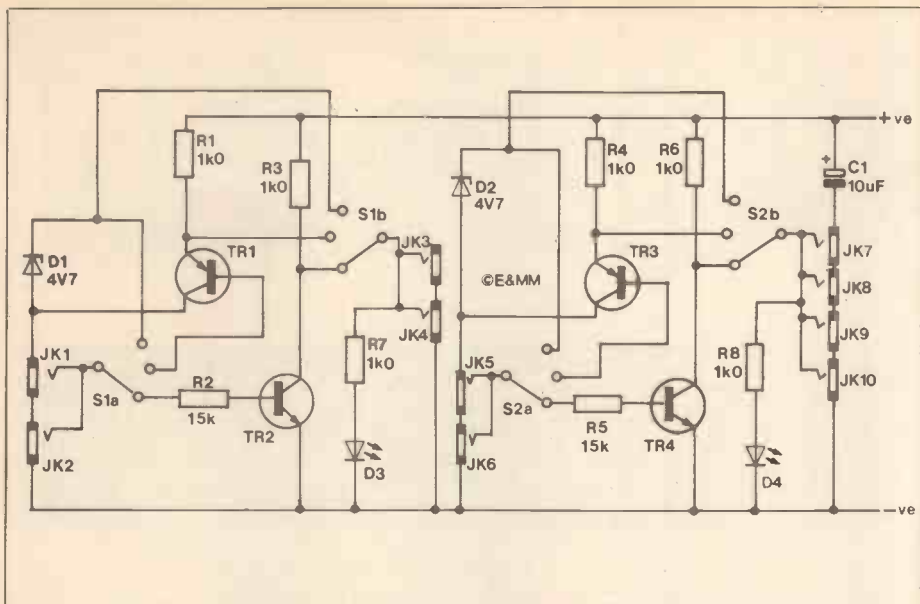 R1
1k0
R3
1k0
S1b
D1
4V7
TR1
JK3
JK4
R7
1k0
JK1
S1a
R2
15k
TR2
JK2
D3
D2
4V7
R4
1k0
R6
1k0
S2b
TR3
©E&MM
JK5
S2a
R5
15k
TR4
JK6
R8
1k0
D4
+ve
+
C1
10uF
JK7
JK8
JK9
JK10
-ve